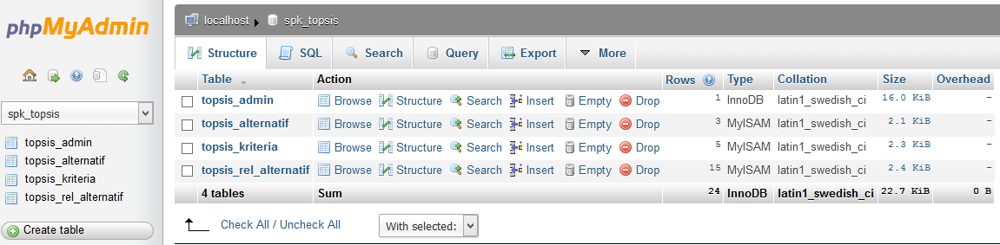 phpMyAdmin
spk_topsis
topsis_admin
topsis_alternatif
topsis_kriteria
topsis_rel_alternatif
Create table
localhost spk_topsis
Structure SQL Search Query Export More
Table Action Rows Type Collation Size Overhead
topsis_admin Browse Structure Search Insert Empty Drop 1 InnoDB latin1_swedish_ci 16.0 KiB -
topsis_alternatif Browse Structure Search Insert Empty Drop 3 MyISAM latin1_swedish_ci 2.1 KiB -
topsis_kriteria Browse Structure Search Insert Empty Drop 5 MyISAM latin1_swedish_ci 2.3 KiB -
topsis_rel_alternatif Browse Structure Search Insert Empty Drop 15 MyISAM latin1_swedish_ci 2.4 KiB -
4 tables Sum 24 InnoDB latin1_swedish_ci 22.7 KiB 0 B
Check All / Uncheck All With selected: